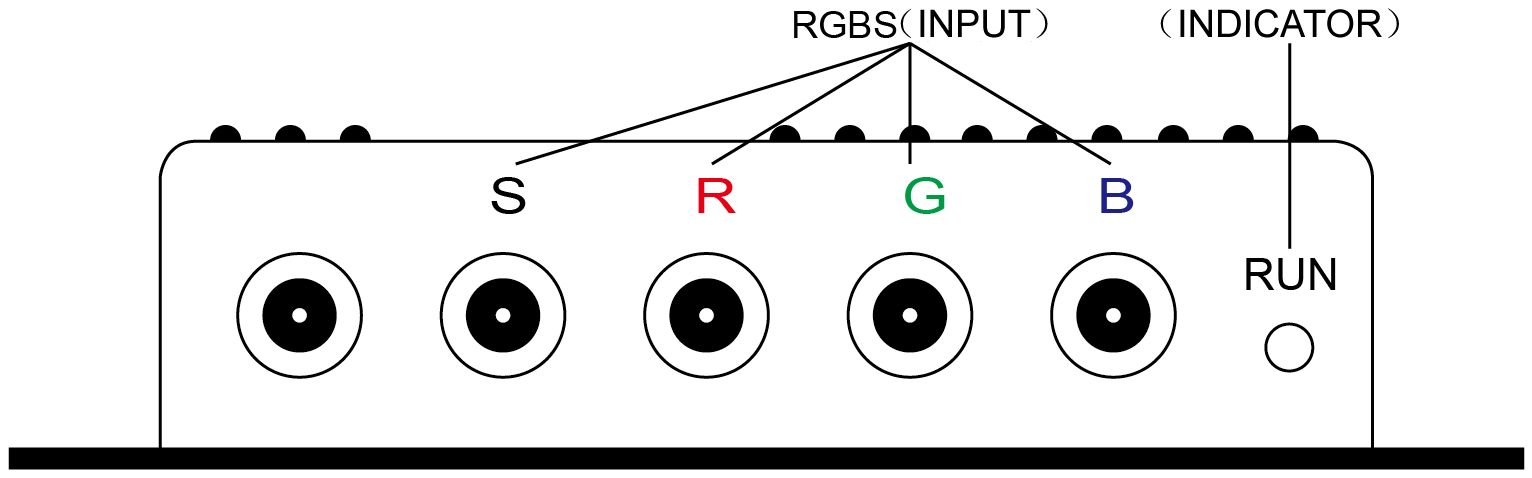 RGBS（INPUT）
（INDICATOR）
S R G B
RUN